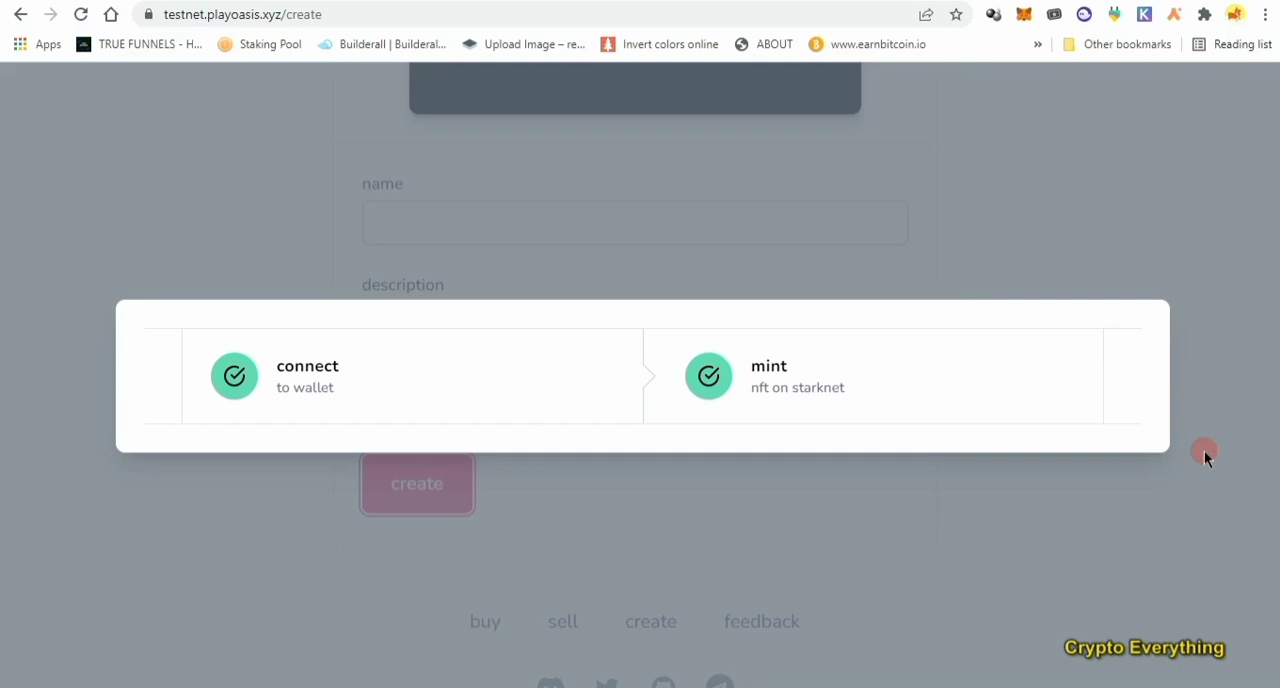 testnet.playoasis.xyz/create
Apps TRUE FUNNELS - H... Staking Pool Builderall | Builderal... Upload Image – re... Invert colors online ABOUT www.earnbitcoin.io » Other bookmarks Reading list
name
description
connect
to wallet
mint
nft on starknet
create
buy sell create feedback
Crypto Everything